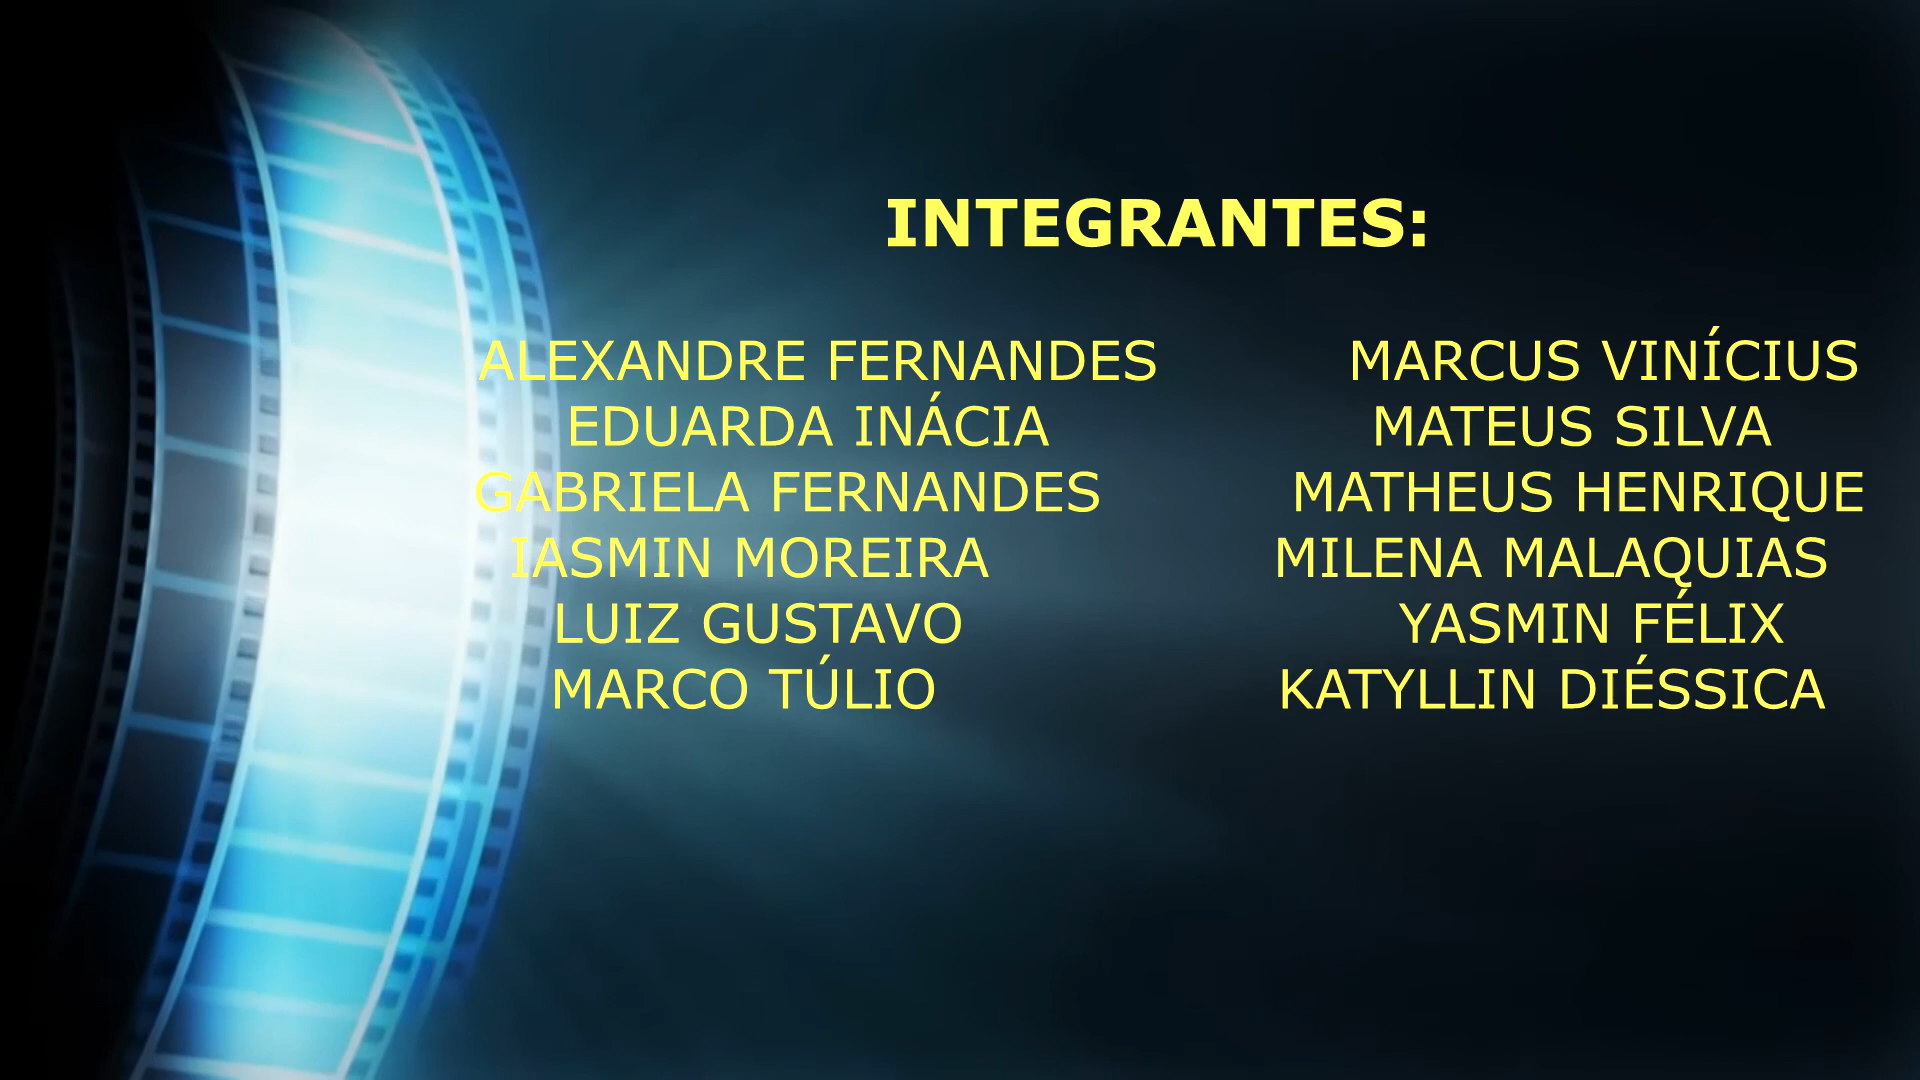 INTEGRANTES:
ALEXANDRE FERNANDES MARCUS VINÍCIUS
EDUARDA INÁCIA MATEUS SILVA
GABRIELA FERNANDES MATHEUS HENRIQUE
IASMIN MOREIRA MILENA MALAQUIAS
LUIZ GUSTAVO YASMIN FÉLIX
MARCO TÚLIO KATYLLIN DIÉSSICA